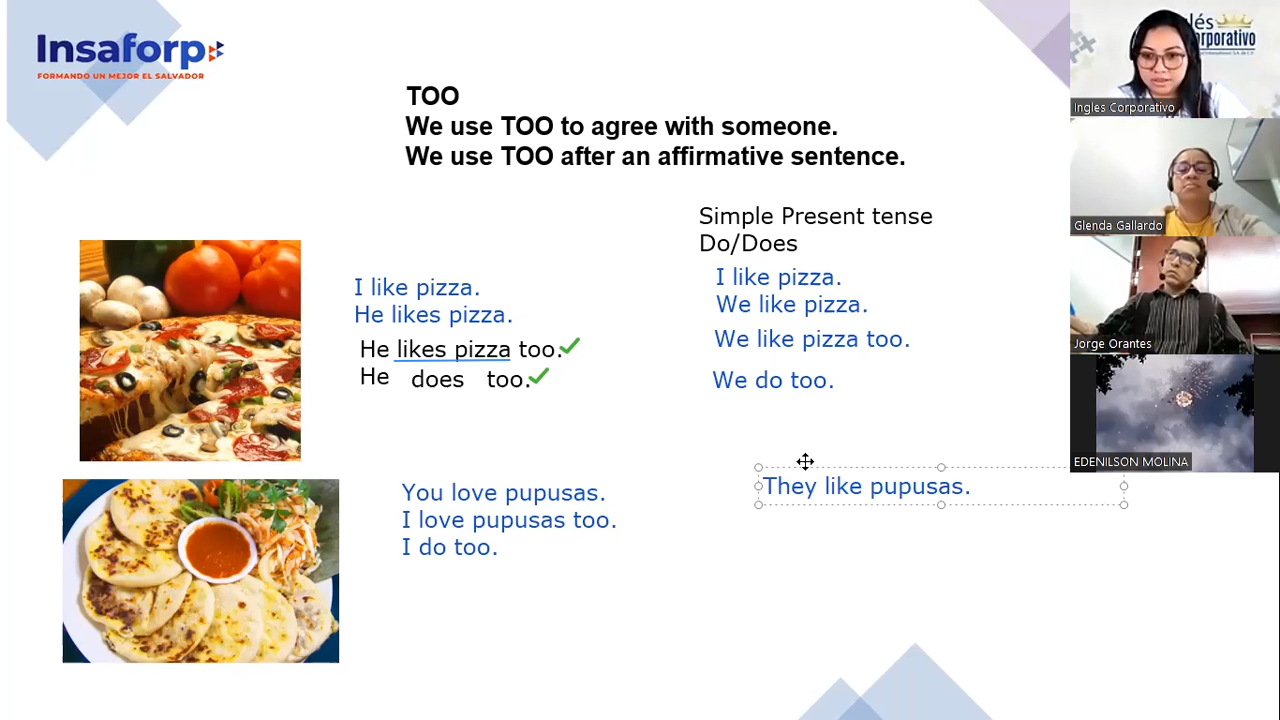 Insaforp
FORMANDO UN MEJOR EL SALVADOR
TOO
We use TOO to agree with someone.
We use TOO after an affirmative sentence.
Simple Present tense
Do/Does
I like pizza.
He likes pizza.
He likes pizza too.
He does too.
I like pizza.
We like pizza.
We like pizza too.
We do too.
You love pupusas.
I love pupusas too.
I do too.
They like pupusas.
Ingles Corporativo
Glenda Gallardo
Jorge Orantes
EDENILSON MOLINA